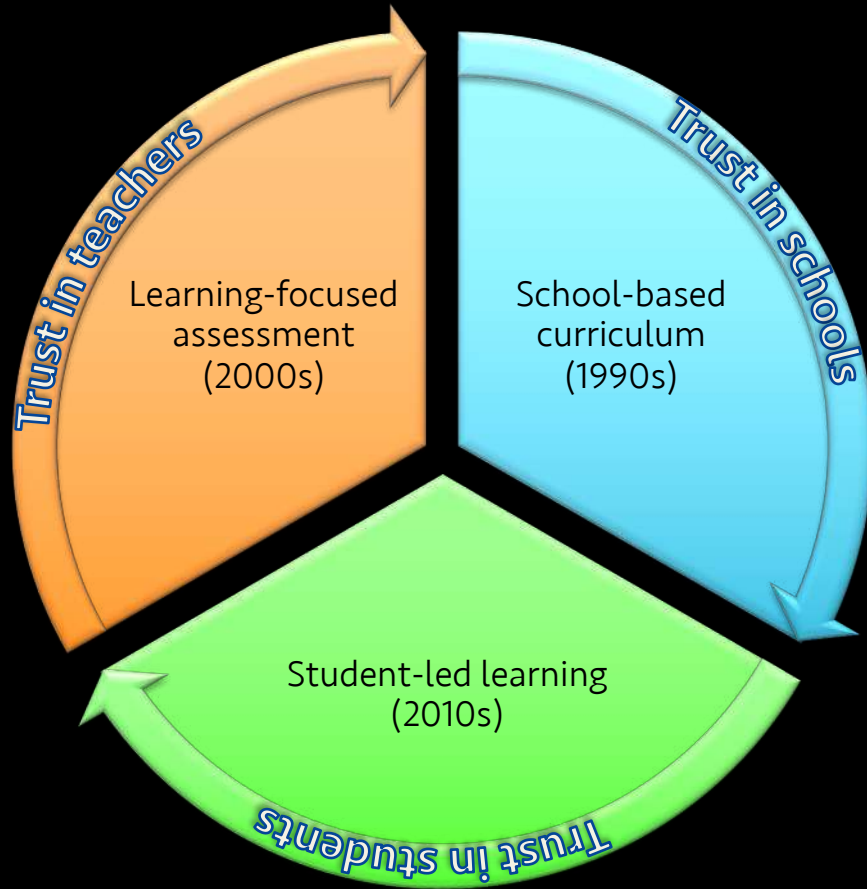 Trust in teachers
Learning-focused
assessment
(2000s)
Trust in schools
School-based
curriculum
(1990s)
Student-led learning
(2010s)
Trust in students